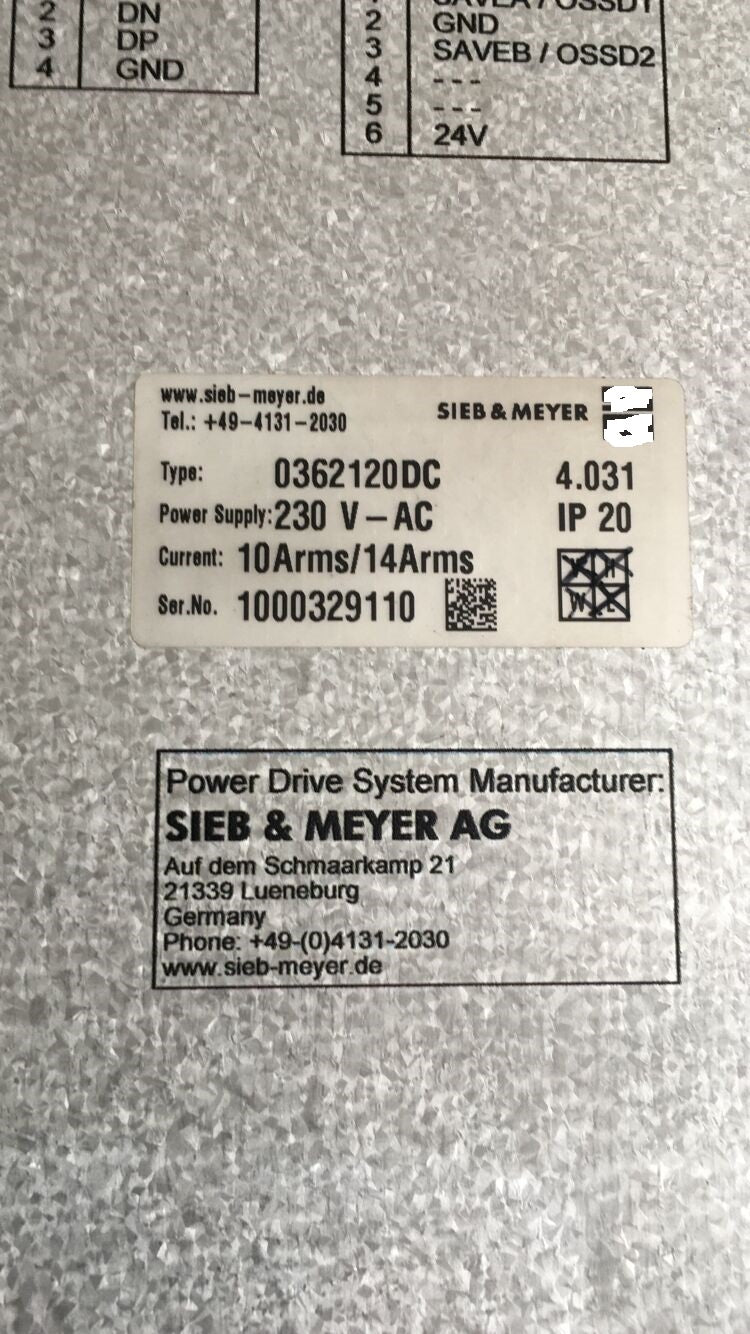 2 DN
3 DP
4 GND
SAVEA / OSSD1
2 GND
3 SAVEB / OSSD2
4 ---
5 ---
6 24V
www.sieb-meyer.de
Tel.: +49-4131-2030
SIEB & MEYER
Type: 0362120DC 4.031
Power Supply: 230 V-AC IP 20
Current: 10Arms/14Arms
Ser.No. 1000329110
Power Drive System Manufacturer:
SIEB & MEYER AG
Auf dem Schmaarkamp 21
21339 Lueneburg
Germany
Phone: +49-(0)4131-2030
www.sieb-meyer.de